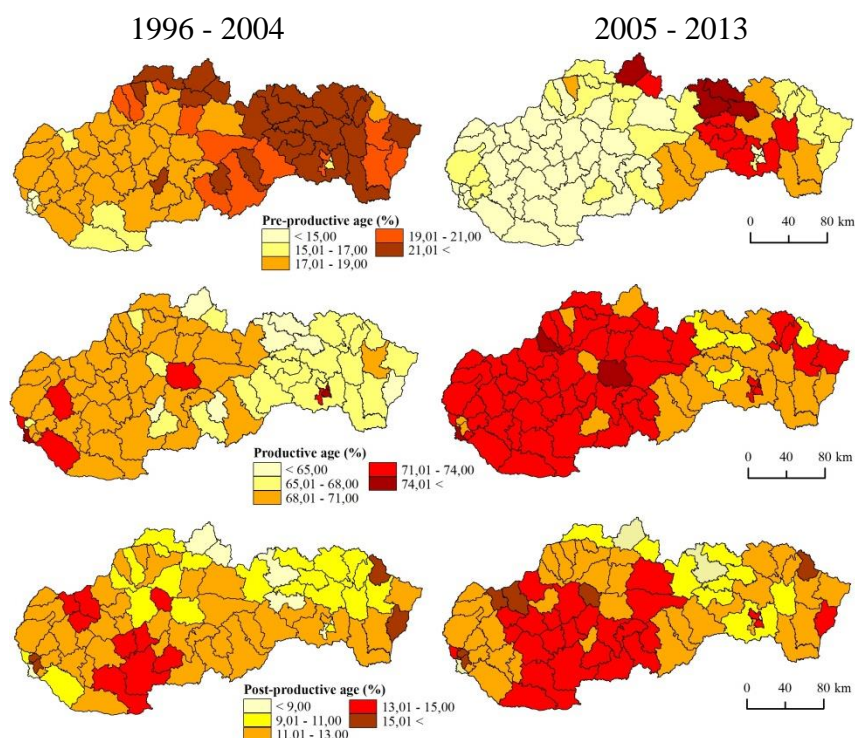 1996 - 2004
2005 - 2013
Pre-productive age (%)
< 15,00
15,01 - 17,00
17,01 - 19,00
19,01 - 21,00
21,01 <
0 40 80 km
Productive age (%)
< 65,00
65,01 - 68,00
68,01 - 71,00
71,01 - 74,00
74,01 <
0 40 80 km
Post-productive age (%)
< 9,00
9,01 - 11,00
11,01 - 13,00
13,01 - 15,00
15,01 <
0 40 80 km